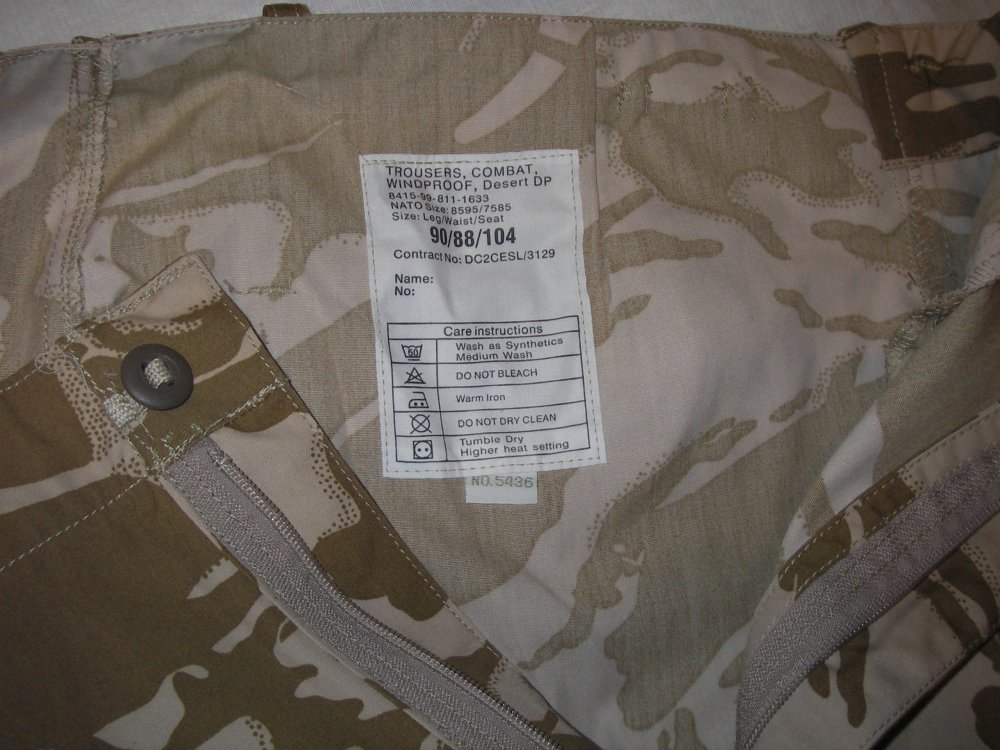 TROUSERS, COMBAT,
WINDPROOF, Desert DP
8415-99-811-1633
NATO Size: 8595/7585
Size: Leg/Waist/Seat
90/88/104
Contract No: DC2CESL/3129
Name:
No:
Care instructions
50
Wash as Synthetics
Medium Wash
DO NOT BLEACH
Warm Iron
DO NOT DRY CLEAN
Tumble Dry
Higher heat setting
NO.5436